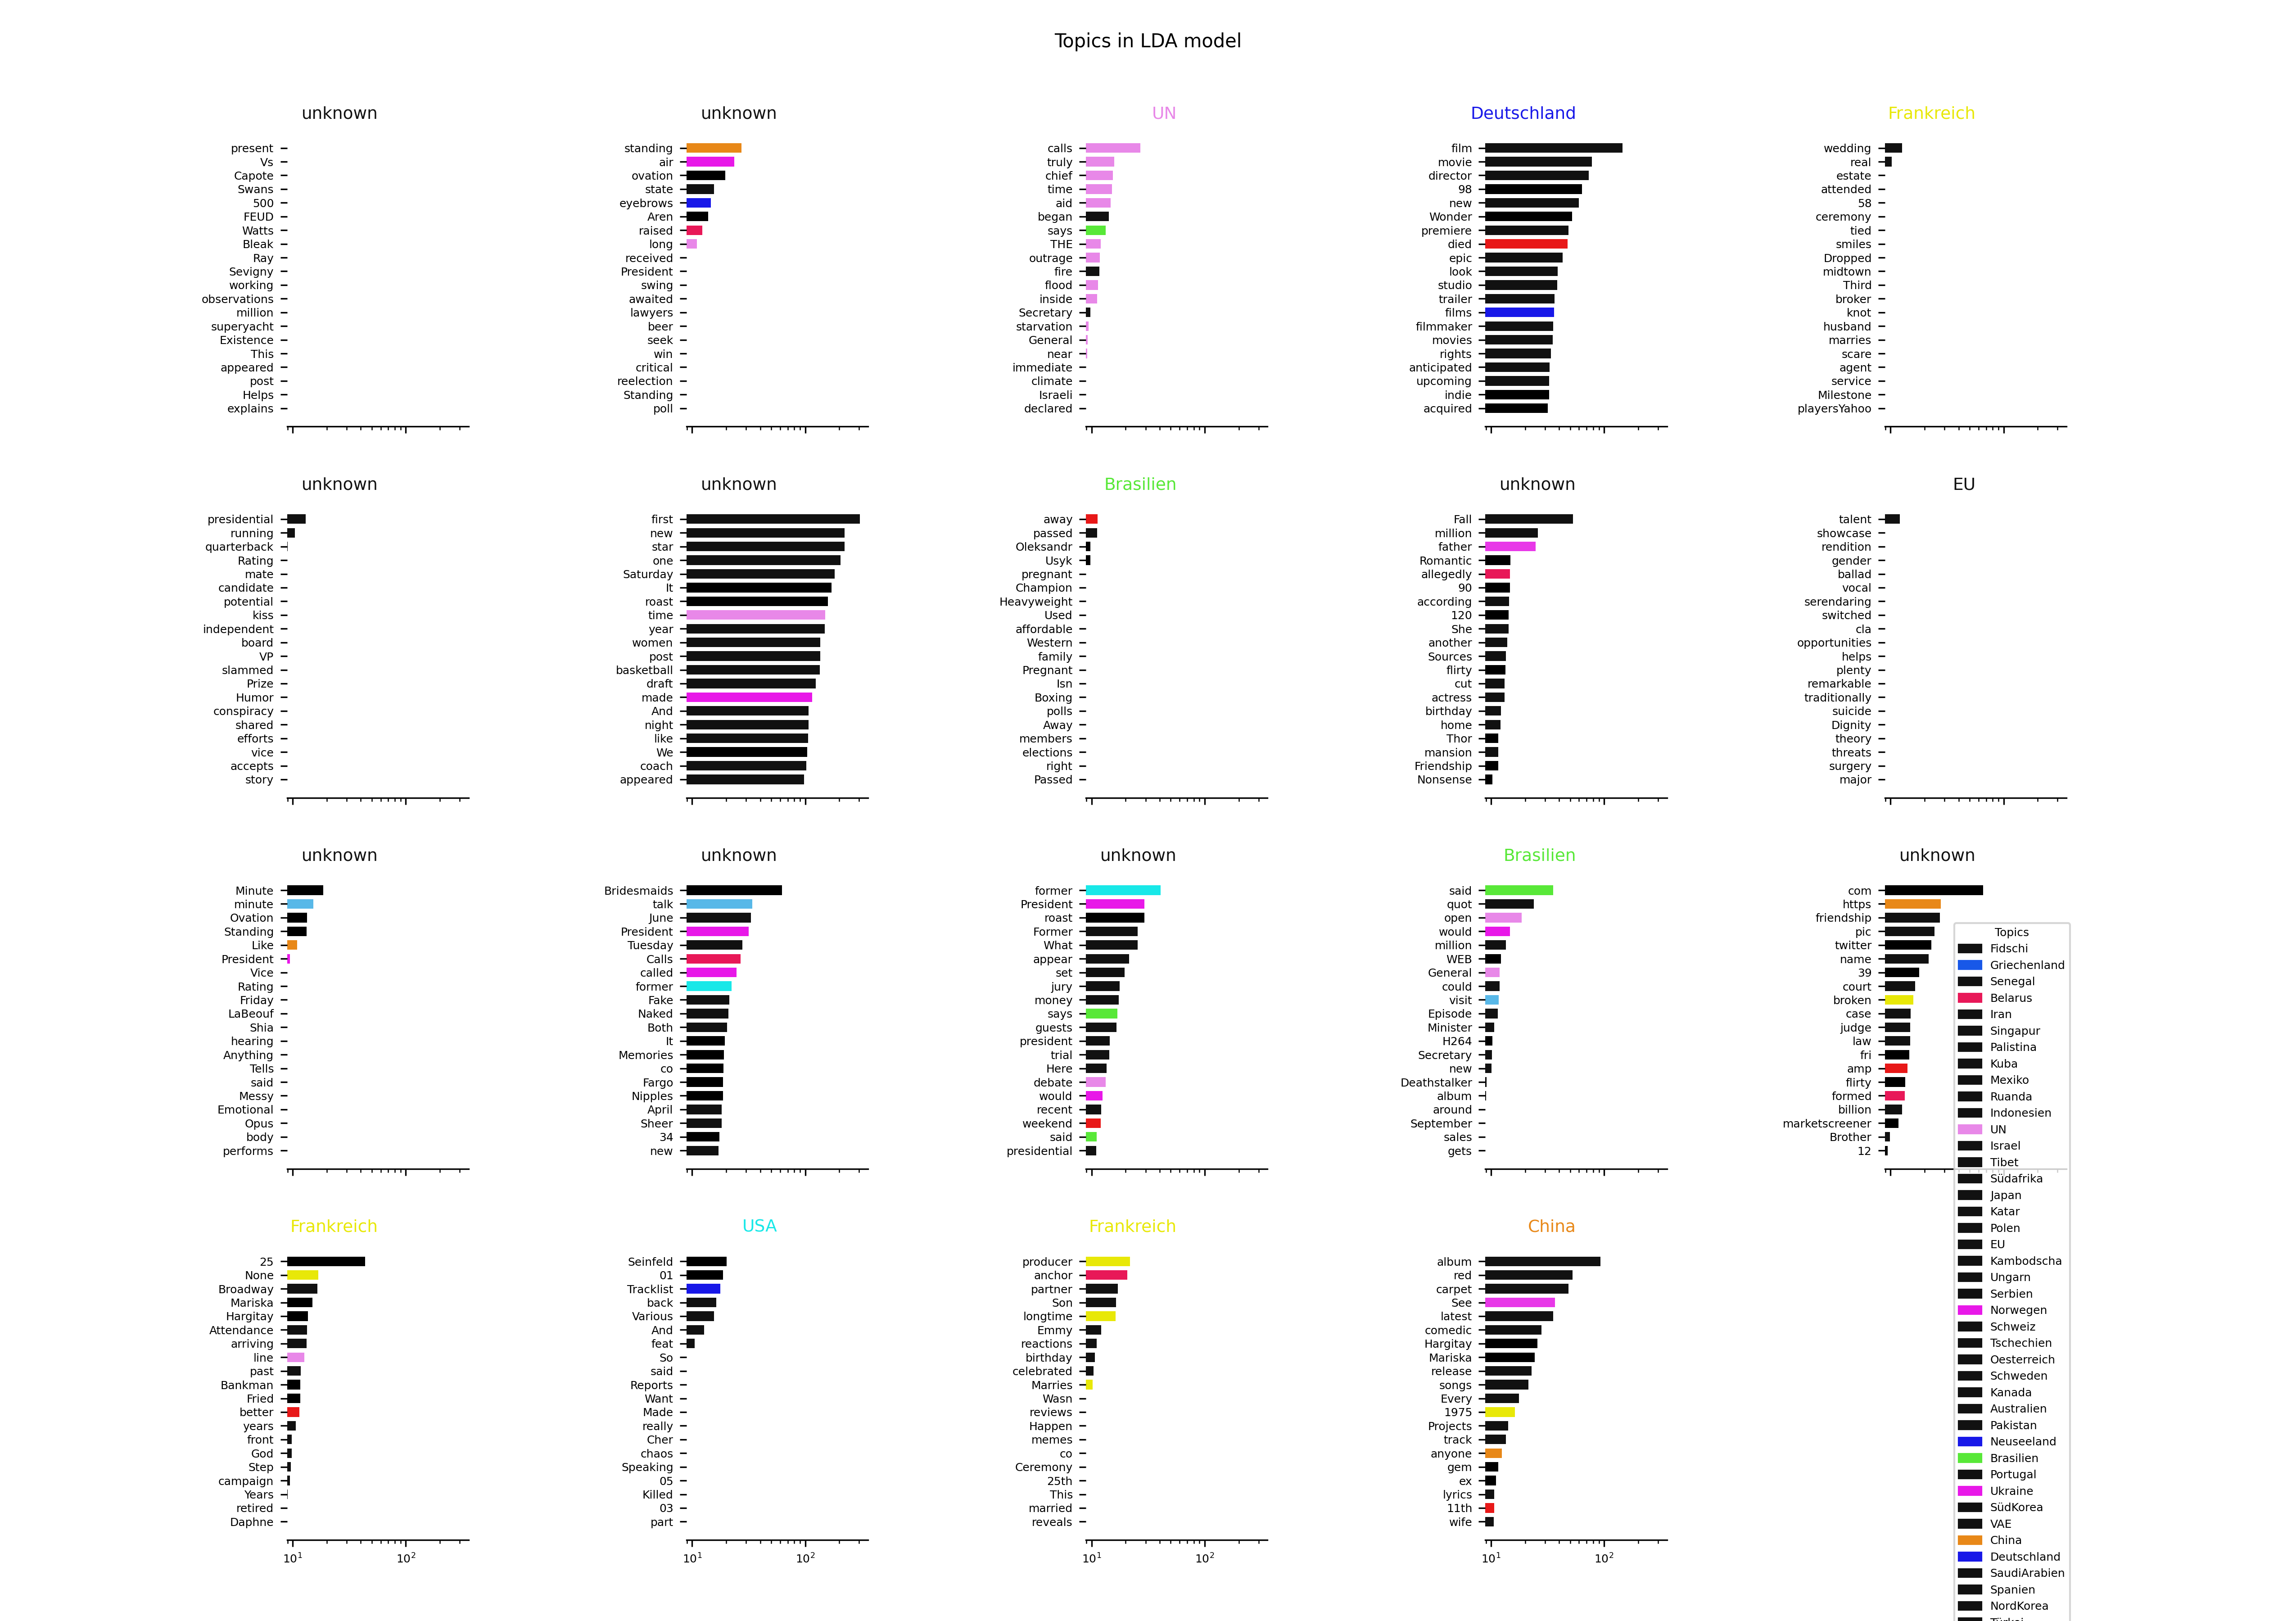 Topics in LDA model
unknown
present
Vs
Capote
Swans
500
FEUD
Watts
Bleak
Ray
Sevigny
working
observations
million
superyacht
Existence
This
appeared
post
Helps
explains
unknown
standing
air
ovation
state
eyebrows
Aren
raised
long
received
President
swing
awaited
lawyers
beer
seek
win
critical
reelection
Standing
poll
UN
calls
truly
chief
time
aid
began
says
THE
outrage
fire
flood
inside
Secretary
starvation
General
near
immediate
climate
Israeli
declared
Deutschland
film
movie
director
98
new
Wonder
premiere
died
epic
look
studio
trailer
films
filmmaker
movies
rights
anticipated
upcoming
indie
acquired
Frankreich
wedding
real
estate
attended
58
ceremony
tied
smiles
Dropped
midtown
Third
broker
knot
husband
marries
scare
agent
service
Milestone
playersYahoo
unknown
presidential
running
quarterback
Rating
mate
candidate
potential
kiss
independent
board
VP
slammed
Prize
Humor
conspiracy
shared
efforts
vice
accepts
story
unknown
first
new
star
one
Saturday
It
roast
time
year
women
post
basketball
draft
made
And
night
like
We
coach
appeared
Brasilien
away
passed
Oleksandr
Usyk
pregnant
Champion
Heavyweight
Used
affordable
Western
family
Pregnant
Isn
Boxing
polls
Away
members
elections
right
Passed
unknown
Fall
million
father
Romantic
allegedly
90
according
120
She
another
Sources
flirty
cut
actress
birthday
home
Thor
mansion
Friendship
Nonsense
EU
talent
showcase
rendition
gender
ballad
vocal
serendaring
switched
cla
opportunities
helps
plenty
remarkable
traditionally
suicide
Dignity
theory
threats
surgery
major
unknown
Minute
minute
Ovation
Standing
Like
President
Vice
Rating
Friday
LaBeouf
Shia
hearing
Anything
Tells
said
Messy
Emotional
Opus
body
performs
unknown
Bridesmaids
talk
June
President
Tuesday
Calls
called
former
Fake
Naked
Both
It
Memories
co
Fargo
Nipples
April
Sheer
34
new
unknown
former
President
roast
Former
What
appear
set
jury
money
says
guests
president
trial
Here
debate
would
recent
weekend
said
presidential
Brasilien
said
quot
open
would
million
WEB
General
could
visit
Episode
Minister
H264
Secretary
new
Deathstalker
album
around
September
sales
gets
unknown
com
https
friendship
pic
twitter
name
39
court
broken
case
judge
law
fri
amp
flirty
formed
billion
marketscreener
Brother
12
Frankreich
25
None
Broadway
Mariska
Hargitay
Attendance
arriving
line
past
Bankman
Fried
better
years
front
God
Step
campaign
Years
retired
Daphne
10¹ 10²
USA
Seinfeld
01
Tracklist
back
Various
And
feat
So
said
Reports
Want
Made
really
Cher
chaos
Speaking
05
Killed
03
part
10¹ 10²
Frankreich
producer
anchor
partner
Son
longtime
Emmy
reactions
birthday
celebrated
Marries
Wasn
reviews
Happen
memes
co
Ceremony
25th
This
married
reveals
10¹ 10²
China
album
red
carpet
See
latest
comedic
Hargitay
Mariska
release
songs
Every
1975
Projects
track
anyone
gem
ex
lyrics
11th
wife
10¹ 10²
Topics
Fidschi
Griechenland
Senegal
Belarus
Iran
Singapur
Palistina
Kuba
Mexiko
Ruanda
Indonesien
UN
Israel
Tibet
Südafrika
Japan
Katar
Polen
EU
Kambodscha
Ungarn
Serbien
Norwegen
Schweiz
Tschechien
Oesterreich
Schweden
Kanada
Australien
Pakistan
Neuseeland
Brasilien
Portugal
Ukraine
SüdKorea
VAE
China
Deutschland
SaudiArabien
Spanien
NordKorea